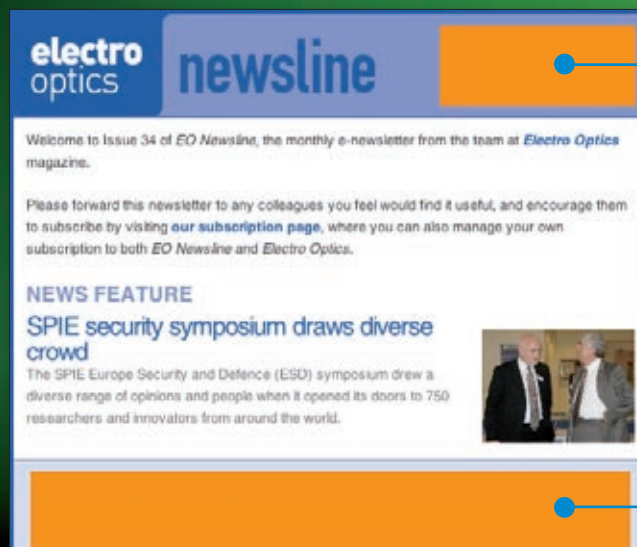 electro
optics
newsline
Welcome to Issue 34 of EO Newsline, the monthly e-newsletter from the team at Electro Optics
magazine.
Please forward this newsletter to any colleagues you feel would find it useful, and encourage them
to subscribe by visiting our subscription page, where you can also manage your own
subscription to both EO Newsline and Electro Optics.
NEWS FEATURE
SPIE security symposium draws diverse
crowd
The SPIE Europe Security and Defence (ESD) symposium drew a
diverse range of opinions and people when it opened its doors to 750
researchers and innovators from around the world.